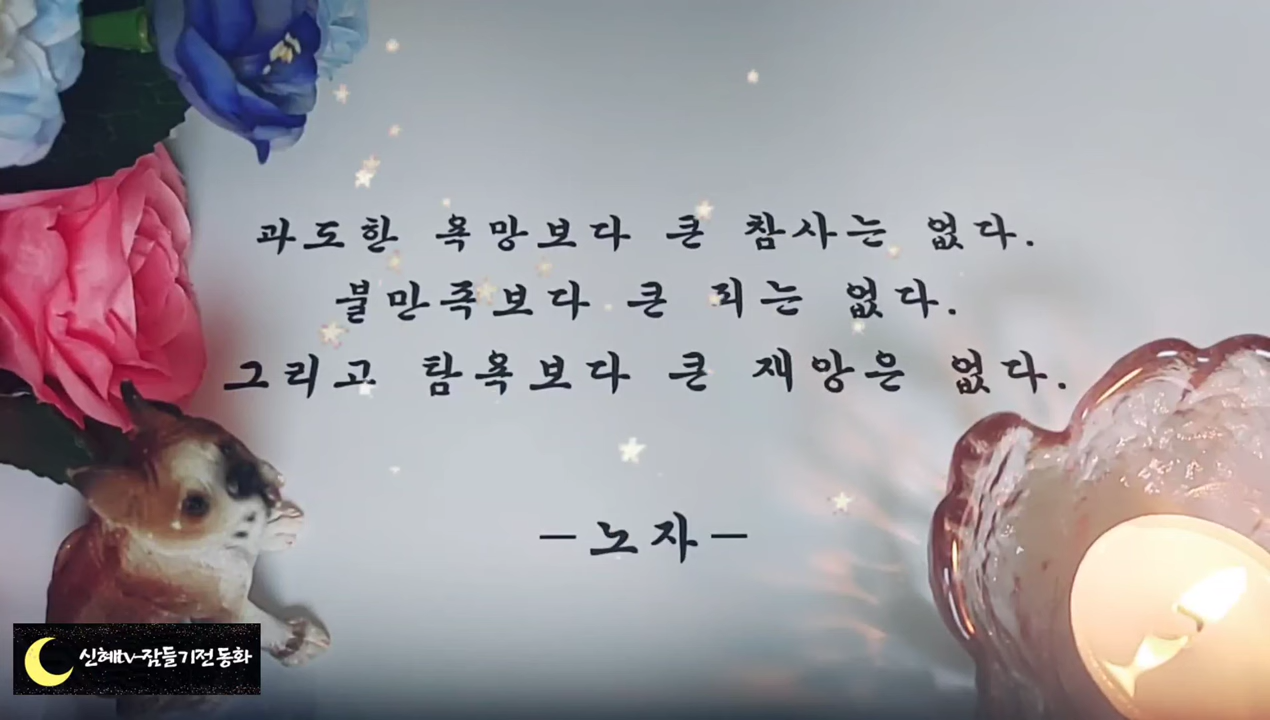 과도한 욕망보다 큰 참사는 없다.
불만족보다 큰 죄는 없다.
그리고 탐욕보다 큰 재앙은 없다.
-노자-
신혜tv-잠들기전동화